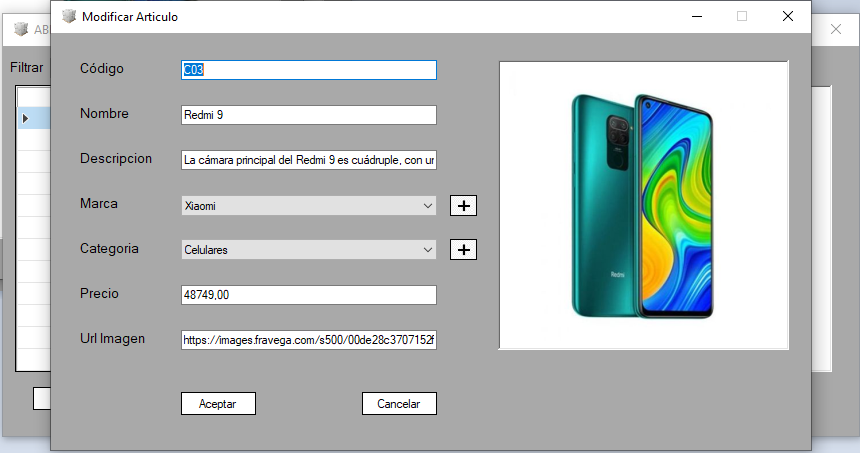 AB
Modificar Articulo
Filtrar
Código
C03
Nombre
Redmi 9
Descripcion
La cámara principal del Redmi 9 es cuádruple, con un
Marca
Xiaomi
+
Categoria
Celulares
+
Precio
48749,00
Url Imagen
https://images.fravega.com/s500/00de28c3707152f
Redmi
Aceptar
Cancelar